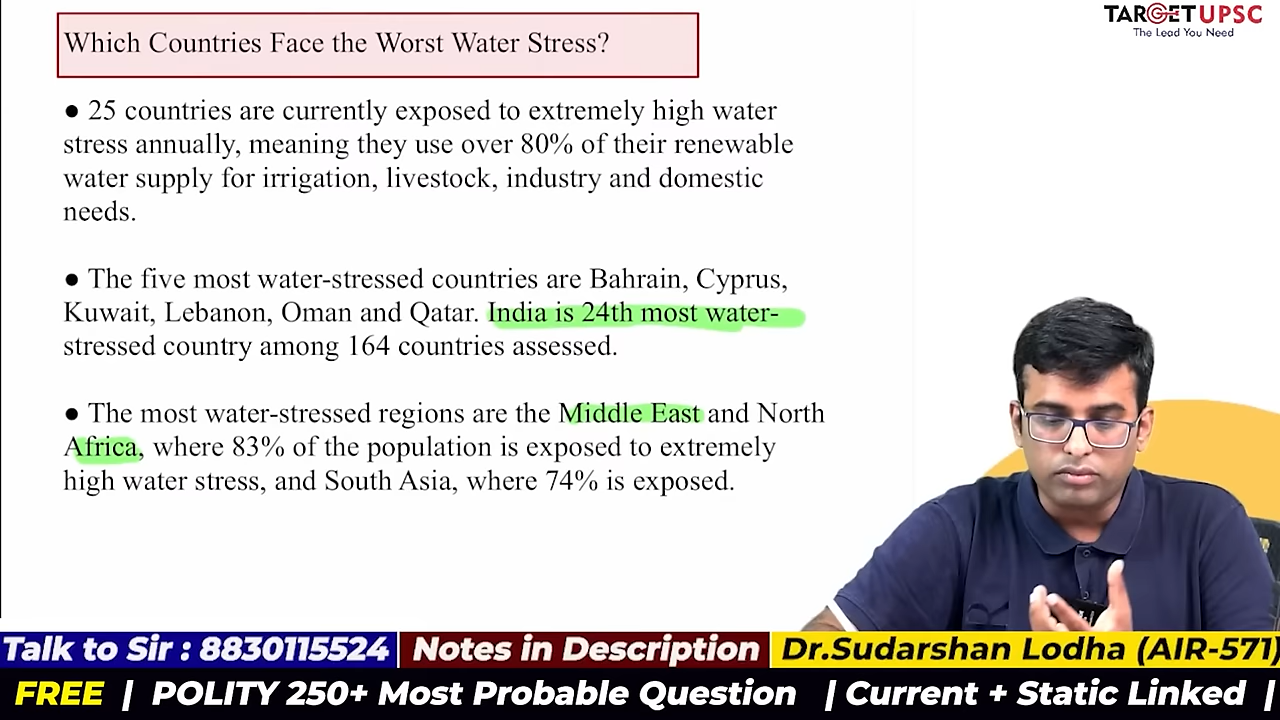 TARGETUPSC
The Lead You Need
Which Countries Face the Worst Water Stress?
● 25 countries are currently exposed to extremely high water
stress annually, meaning they use over 80% of their renewable
water supply for irrigation, livestock, industry and domestic
needs.
● The five most water-stressed countries are Bahrain, Cyprus,
Kuwait, Lebanon, Oman and Qatar. India is 24th most water-
stressed country among 164 countries assessed.
● The most water-stressed regions are the Middle East and North
Africa, where 83% of the population is exposed to extremely
high water stress, and South Asia, where 74% is exposed.
Talk to Sir : 8830115524 Notes in Description Dr.Sudarshan Lodha (AIR-571)
FREE | POLITY 250+ Most Probable Question | Current + Static Linked |